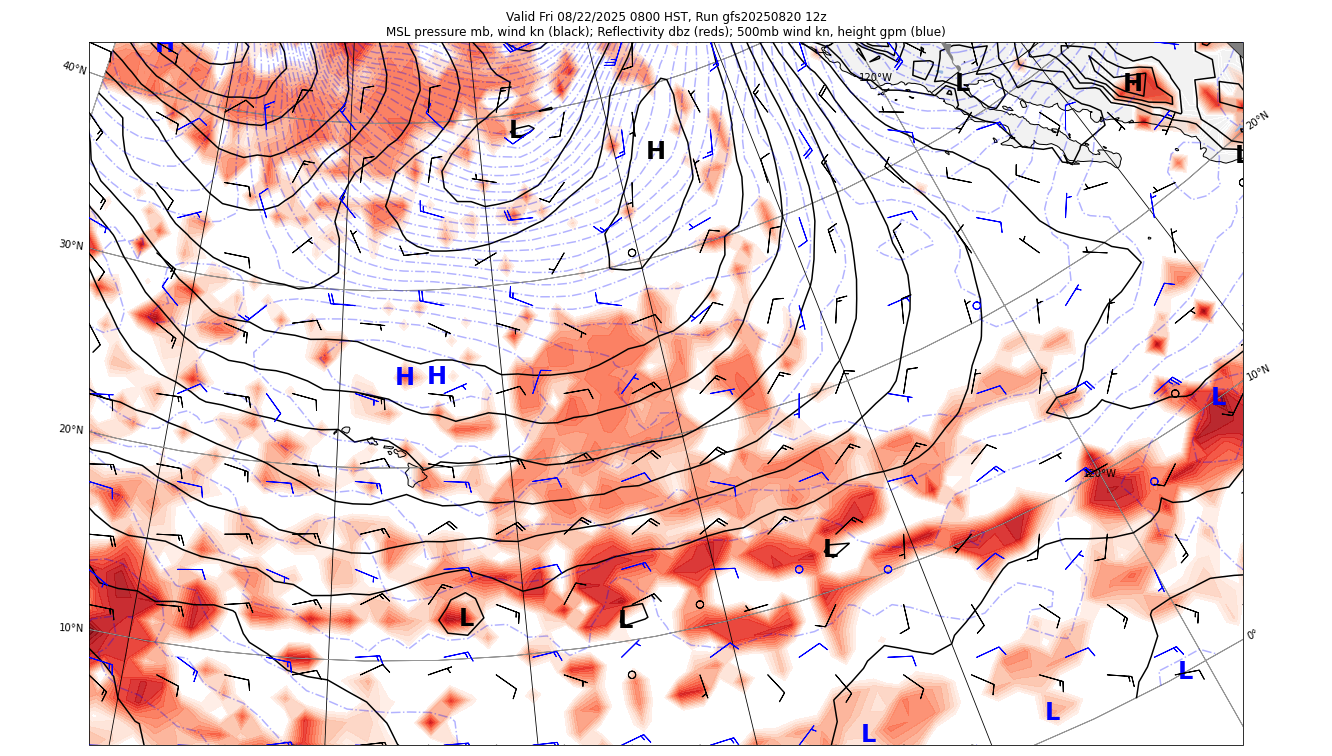 Valid Fri 08/22/2025 0800 HST, Run gfs20250820 12z
MSL pressure mb, wind kn (black); Reflectivity dbz (reds); 500mb wind kn, height gpm (blue)
H
40°N
120°W
L
H
20°N
L
H
L
30°N
H H
10°N
L
20°N
120°W
L
L
L
10°N
0°
L
L
L